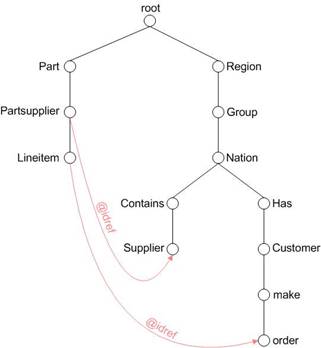 root
Part
Region
Partsupplier
Group
Lineitem
Nation
Contains
Has
@idref
Supplier
Customer
make
@idref
order